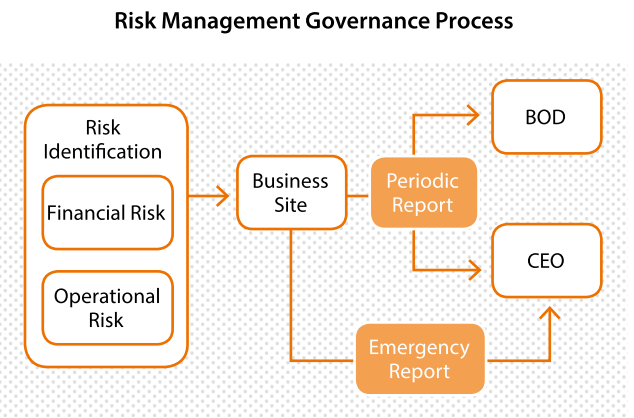 Risk Management Governance Process
Risk
Identification
Financial Risk
Operational
Risk
Business
Site
Periodic
Report
BOD
CEO
Emergency
Report